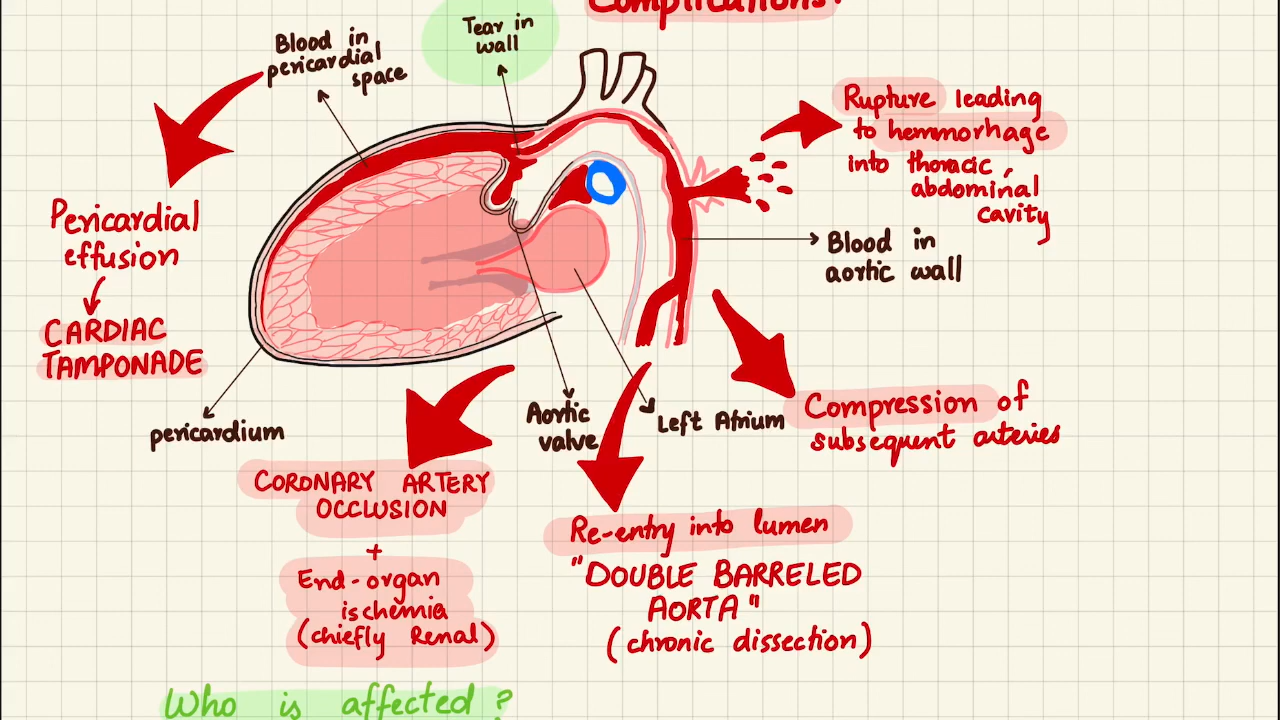 Complications:
Tear in
wall
Blood in
pericardial
space
Rupture leading
to hemmorhage
into thoracic,
abdominal
cavity
Pericardial
effusion
CARDIAC
TAMPONADE
Blood in
aortic wall
pericardium
Aortic
valve
Left Atrium
Compression of
subsequent arteries
CORONARY ARTERY
OCCLUSION
+
End-organ
ischemia
(chiefly Renal)
Re-entry into lumen
"DOUBLE BARRELED
AORTA"
(chronic dissection)
Who is affected?